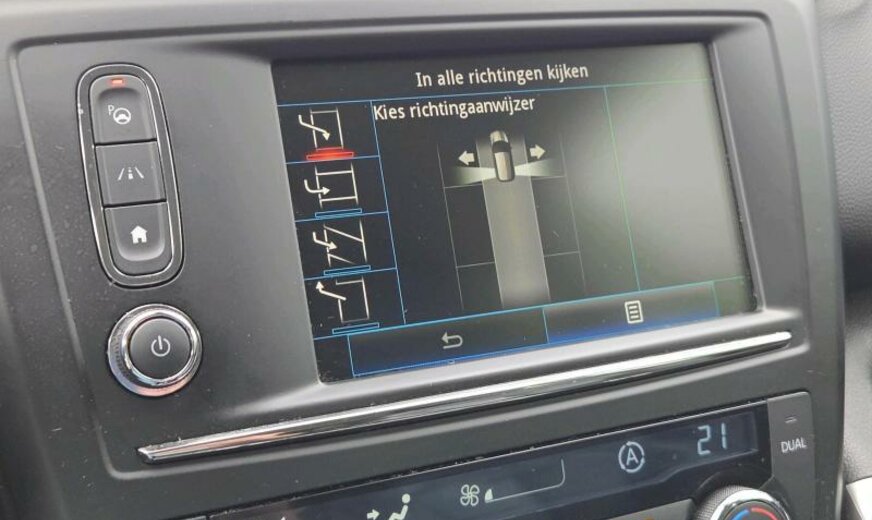 In alle richtingen kijken
Kies richtingaanwijzer
P
A
21
DUAL